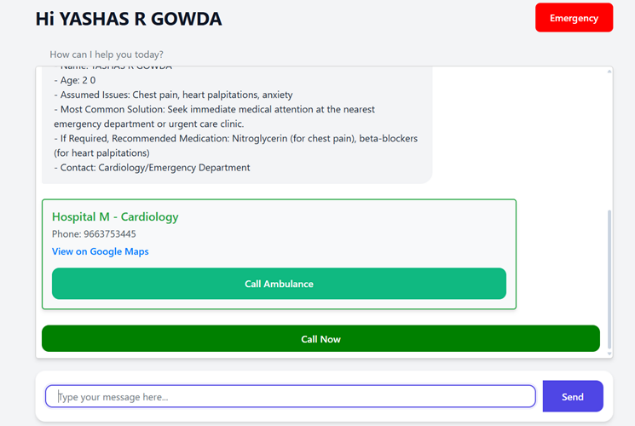 Hi YASHAS R GOWDA
Emergency
How can I help you today?
- Name: YASHAS R GOWDA
- Age: 2 0
- Assumed Issues: Chest pain, heart palpitations, anxiety
- Most Common Solution: Seek immediate medical attention at the nearest
emergency department or urgent care clinic.
- If Required, Recommended Medication: Nitroglycerin (for chest pain), beta-blockers
(for heart palpitations)
- Contact: Cardiology/Emergency Department
Hospital M - Cardiology
Phone: 9663753445
View on Google Maps
Call Ambulance
Call Now
Type your message here...
Send